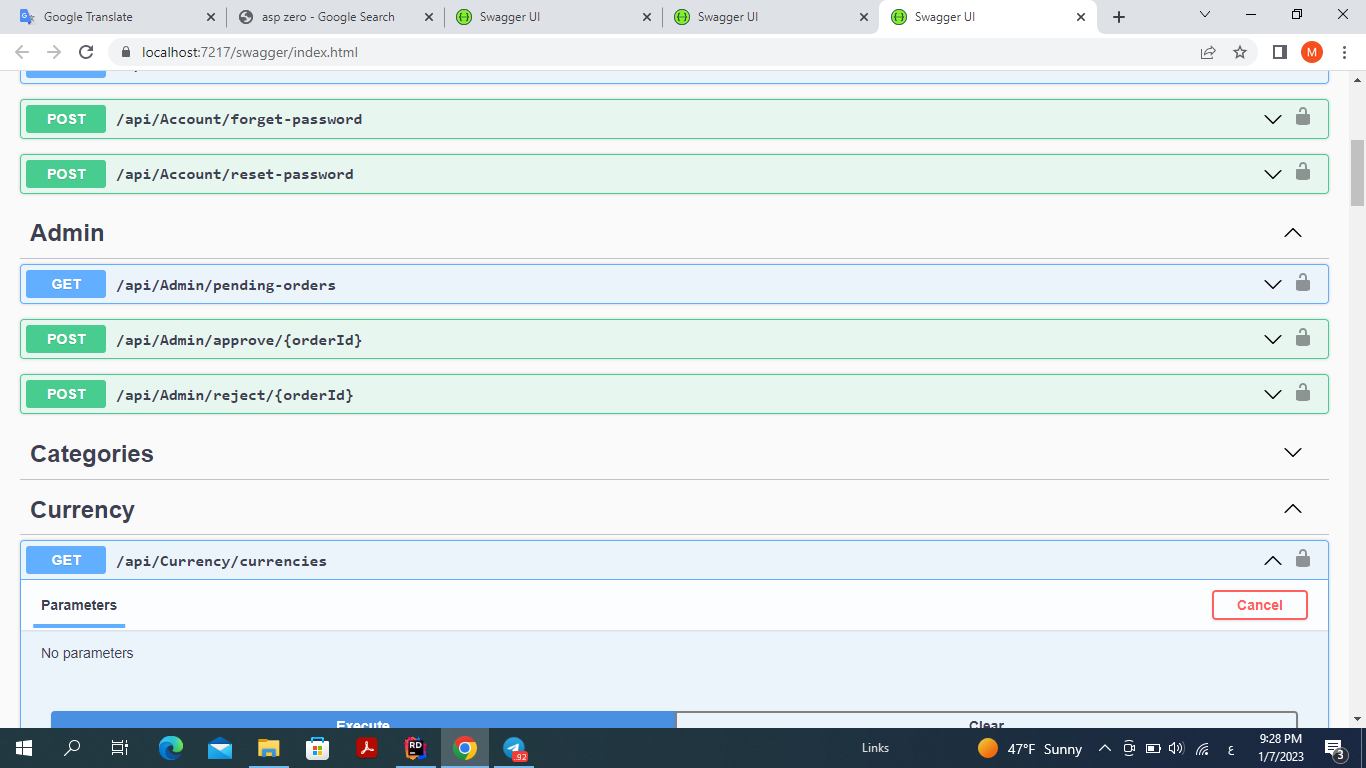 Google Translate
asp zero - Google Search
Swagger UI
Swagger UI
Swagger UI
localhost:7217/swagger/index.html
M
POST /api/Account/forget-password
POST /api/Account/reset-password
Admin
GET /api/Admin/pending-orders
POST /api/Admin/approve/{orderId}
POST /api/Admin/reject/{orderId}
Categories
Currency
GET /api/Currency/currencies
Parameters
Cancel
No parameters
Execute
Clear
RD
92
Links
47°F Sunny
ع
9:28 PM
1/7/2023
3